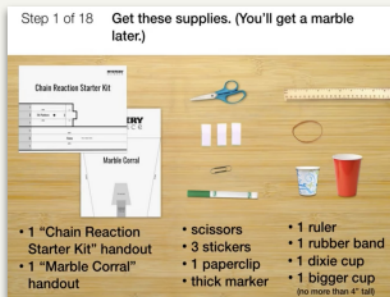 Step 1 of 18
Get these supplies. (You'll get a marble
later.)
MYSTERY
Chain Reaction Starter Kit
Marble Corral
• 1 "Chain Reaction
Starter Kit" handout
• 1 "Marble Corral"
handout
• scissors
• 3 stickers
• 1 paperclip
• thick marker
• 1 ruler
• 1 rubber band
• 1 dixie cup
• 1 bigger cup
(no more than 4" tall)